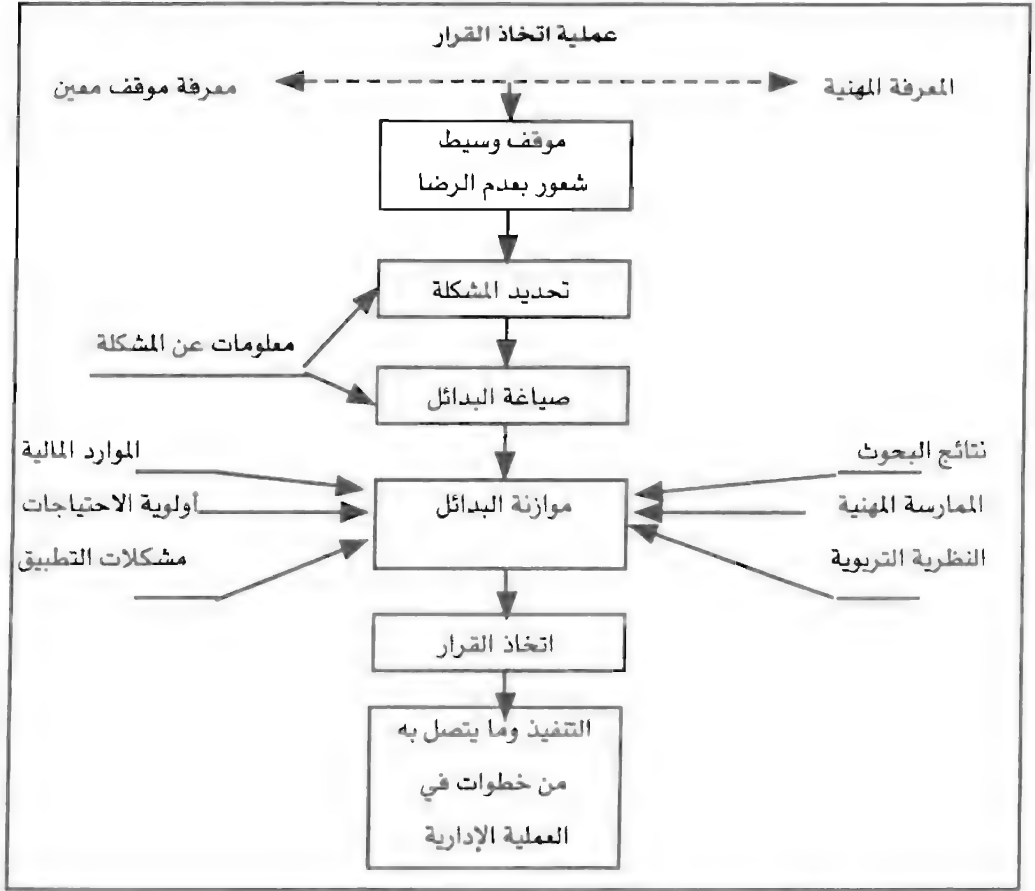 عملية اتخاذ القرار
المعرفة المهنية
معرفة موقف معين
موقف وسيط
شعور بعدم الرضا
تحديد المشكلة
معلومات عن المشكلة
صياغة البدائل
نتائج البحوث
الموارد المالية
الممارسة المهنية
موازنة البدائل
أولوية الاحتياجات
النظرية التربوية
مشكلات التطبيق
اتخاذ القرار
التنفيذ وما يتصل به
من خطوات في
العملية الإدارية